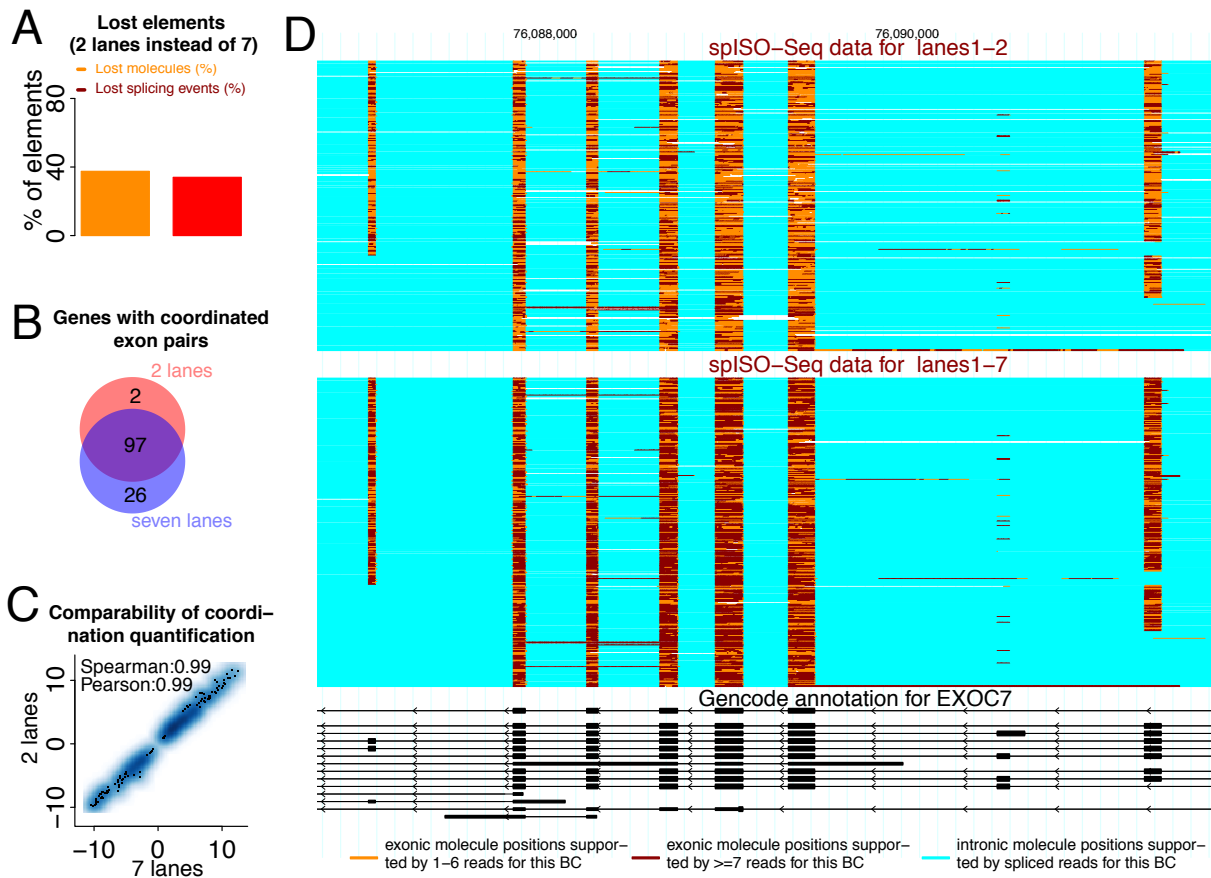 A
Lost elements
(2 lanes instead of 7)
Lost molecules (%)
Lost splicing events (%)
% of elements
0
40
80
B
Genes with coordinated
exon pairs
2 lanes
2
97
26
seven lanes
C
Comparability of coordi–
nation quantification
Spearman:0.99
Pearson:0.99
2 lanes
−10
0
10
−10
0
10
7 lanes
D
76,088,000
76,090,000
spISO−Seq data for lanes1−2
spISO−Seq data for lanes1−7
Gencode annotation for EXOC7
exonic molecule positions suppor−
ted by 1−6 reads for this BC
exonic molecule positions suppor−
ted by >=7 reads for this BC
intronic molecule positions suppor−
ted by spliced reads for this BC